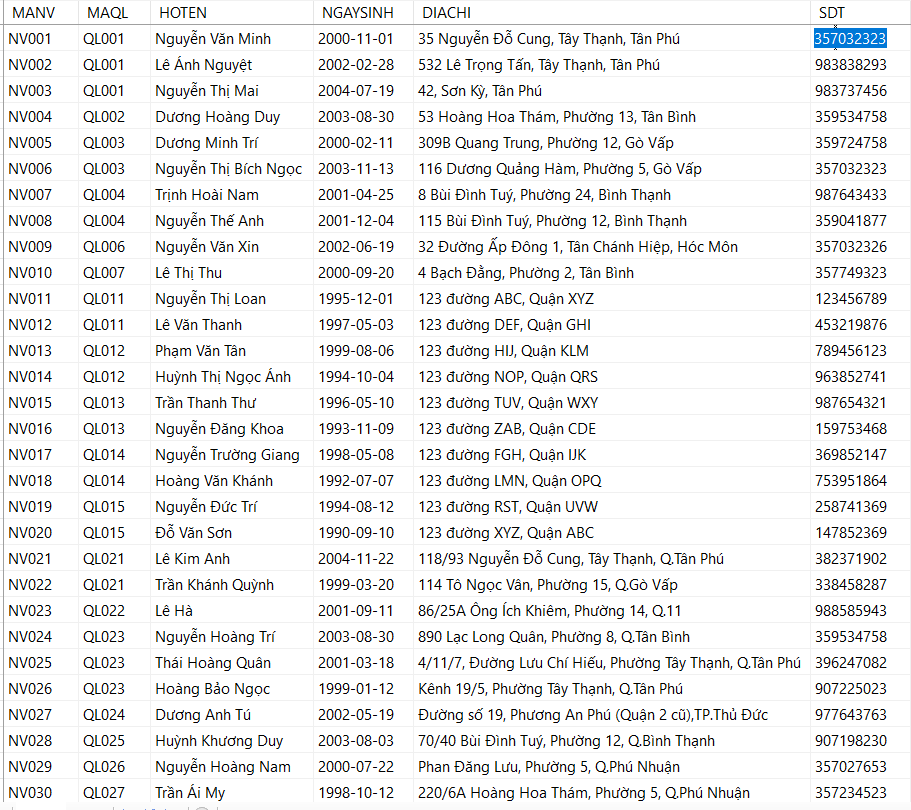 MANV MAQL HOTEN NGAYSINH DIACHI SDT
NV001 QL001 Nguyễn Văn Minh 2000-11-01 35 Nguyễn Đỗ Cung, Tây Thạnh, Tân Phú 357032323
NV002 QL001 Lê Ánh Nguyệt 2002-02-28 532 Lê Trọng Tấn, Tây Thạnh, Tân Phú 983838293
NV003 QL001 Nguyễn Thị Mai 2004-07-19 42, Sơn Kỳ, Tân Phú 983737456
NV004 QL002 Dương Hoàng Duy 2003-08-30 53 Hoàng Hoa Thám, Phường 13, Tân Bình 359534758
NV005 QL003 Dương Minh Trí 2000-02-11 309B Quang Trung, Phường 12, Gò Vấp 359724758
NV006 QL003 Nguyễn Thị Bích Ngọc 2003-11-13 116 Dương Quảng Hàm, Phường 5, Gò Vấp 357032323
NV007 QL004 Trịnh Hoài Nam 2001-04-25 8 Bùi Đình Tuý, Phường 24, Bình Thạnh 987643433
NV008 QL004 Nguyễn Thế Anh 2001-12-04 115 Bùi Đình Tuý, Phường 12, Bình Thạnh 359041877
NV009 QL006 Nguyễn Văn Xin 2002-06-19 32 Đường Ấp Đông 1, Tân Chánh Hiệp, Hóc Môn 357032326
NV010 QL007 Lê Thị Thu 2000-09-20 4 Bạch Đằng, Phường 2, Tân Bình 357749323
NV011 QL011 Nguyễn Thị Loan 1995-12-01 123 đường ABC, Quận XYZ 123456789
NV012 QL011 Lê Văn Thanh 1997-05-03 123 đường DEF, Quận GHI 453219876
NV013 QL012 Phạm Văn Tân 1999-08-06 123 đường HIJ, Quận KLM 789456123
NV014 QL012 Huỳnh Thị Ngọc Ánh 1994-10-04 123 đường NOP, Quận QRS 963852741
NV015 QL013 Trần Thanh Thư 1996-05-10 123 đường TUV, Quận WXY 987654321
NV016 QL013 Nguyễn Đăng Khoa 1993-11-09 123 đường ZAB, Quận CDE 159753468
NV017 QL014 Nguyễn Trường Giang 1998-05-08 123 đường FGH, Quận IJK 369852147
NV018 QL014 Hoàng Văn Khánh 1992-07-07 123 đường LMN, Quận OPQ 753951864
NV019 QL015 Nguyễn Đức Trí 1994-08-12 123 đường RST, Quận UVW 258741369
NV020 QL015 Đỗ Văn Sơn 1990-09-10 123 đường XYZ, Quận ABC 147852369
NV021 QL021 Lê Kim Anh 2004-11-22 118/93 Nguyễn Đỗ Cung, Tây Thạnh, Q.Tân Phú 382371902
NV022 QL021 Trần Khánh Quỳnh 1999-03-20 114 Tô Ngọc Vân, Phường 15, Q.Gò Vấp 338458287
NV023 QL022 Lê Hà 2001-09-11 86/25A Ông Ích Khiêm, Phường 14, Q.11 988585943
NV024 QL023 Nguyễn Hoàng Trí 2003-08-30 890 Lạc Long Quân, Phường 8, Q.Tân Bình 359534758
NV025 QL023 Thái Hoàng Quân 2001-03-18 4/11/7, Đường Lưu Chí Hiếu, Phường Tây Thạnh, Q.Tân Phú 396247082
NV026 QL023 Hoàng Bảo Ngọc 1999-01-12 Kênh 19/5, Phường Tây Thạnh, Q.Tân Phú 907225023
NV027 QL024 Dương Anh Tú 2002-05-19 Đường số 19, Phương An Phú (Quận 2 cũ),TP.Thủ Đức 977643763
NV028 QL025 Huỳnh Khương Duy 2003-08-03 70/40 Bùi Đình Tuý, Phường 12, Q.Bình Thạnh 907198230
NV029 QL026 Nguyễn Hoàng Nam 2000-07-22 Phan Đăng Lưu, Phường 5, Q.Phú Nhuận 357027653
NV030 QL027 Trần Ái My 1998-10-12 220/6A Hoàng Hoa Thám, Phường 5, Q.Phú Nhuận 357234523